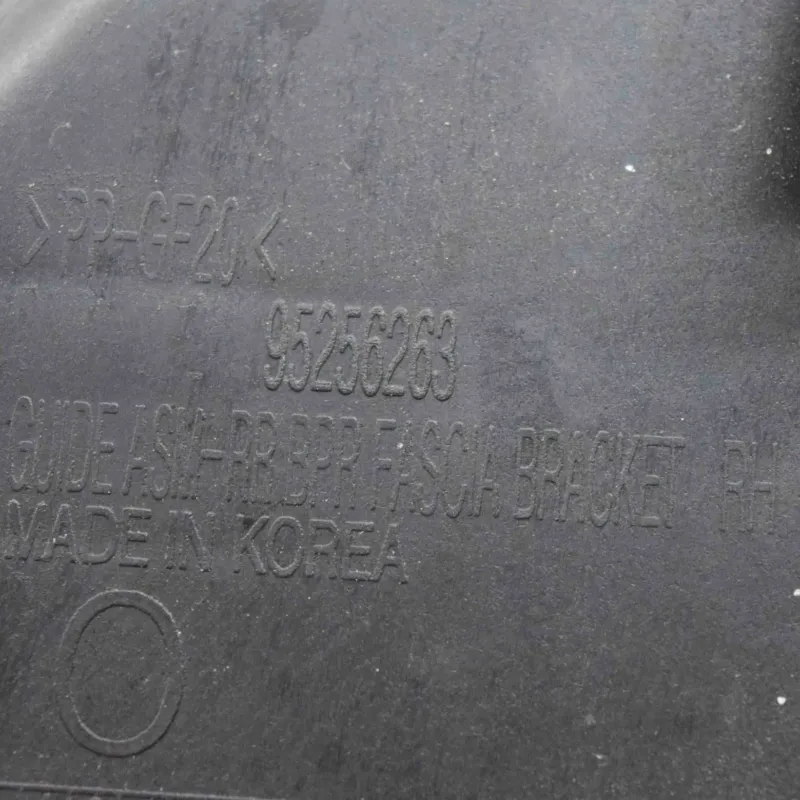 >PP-GF20<
95256263
GUIDE ASM-RR BPR FASCIA BRACKET RH
MADE IN KOREA